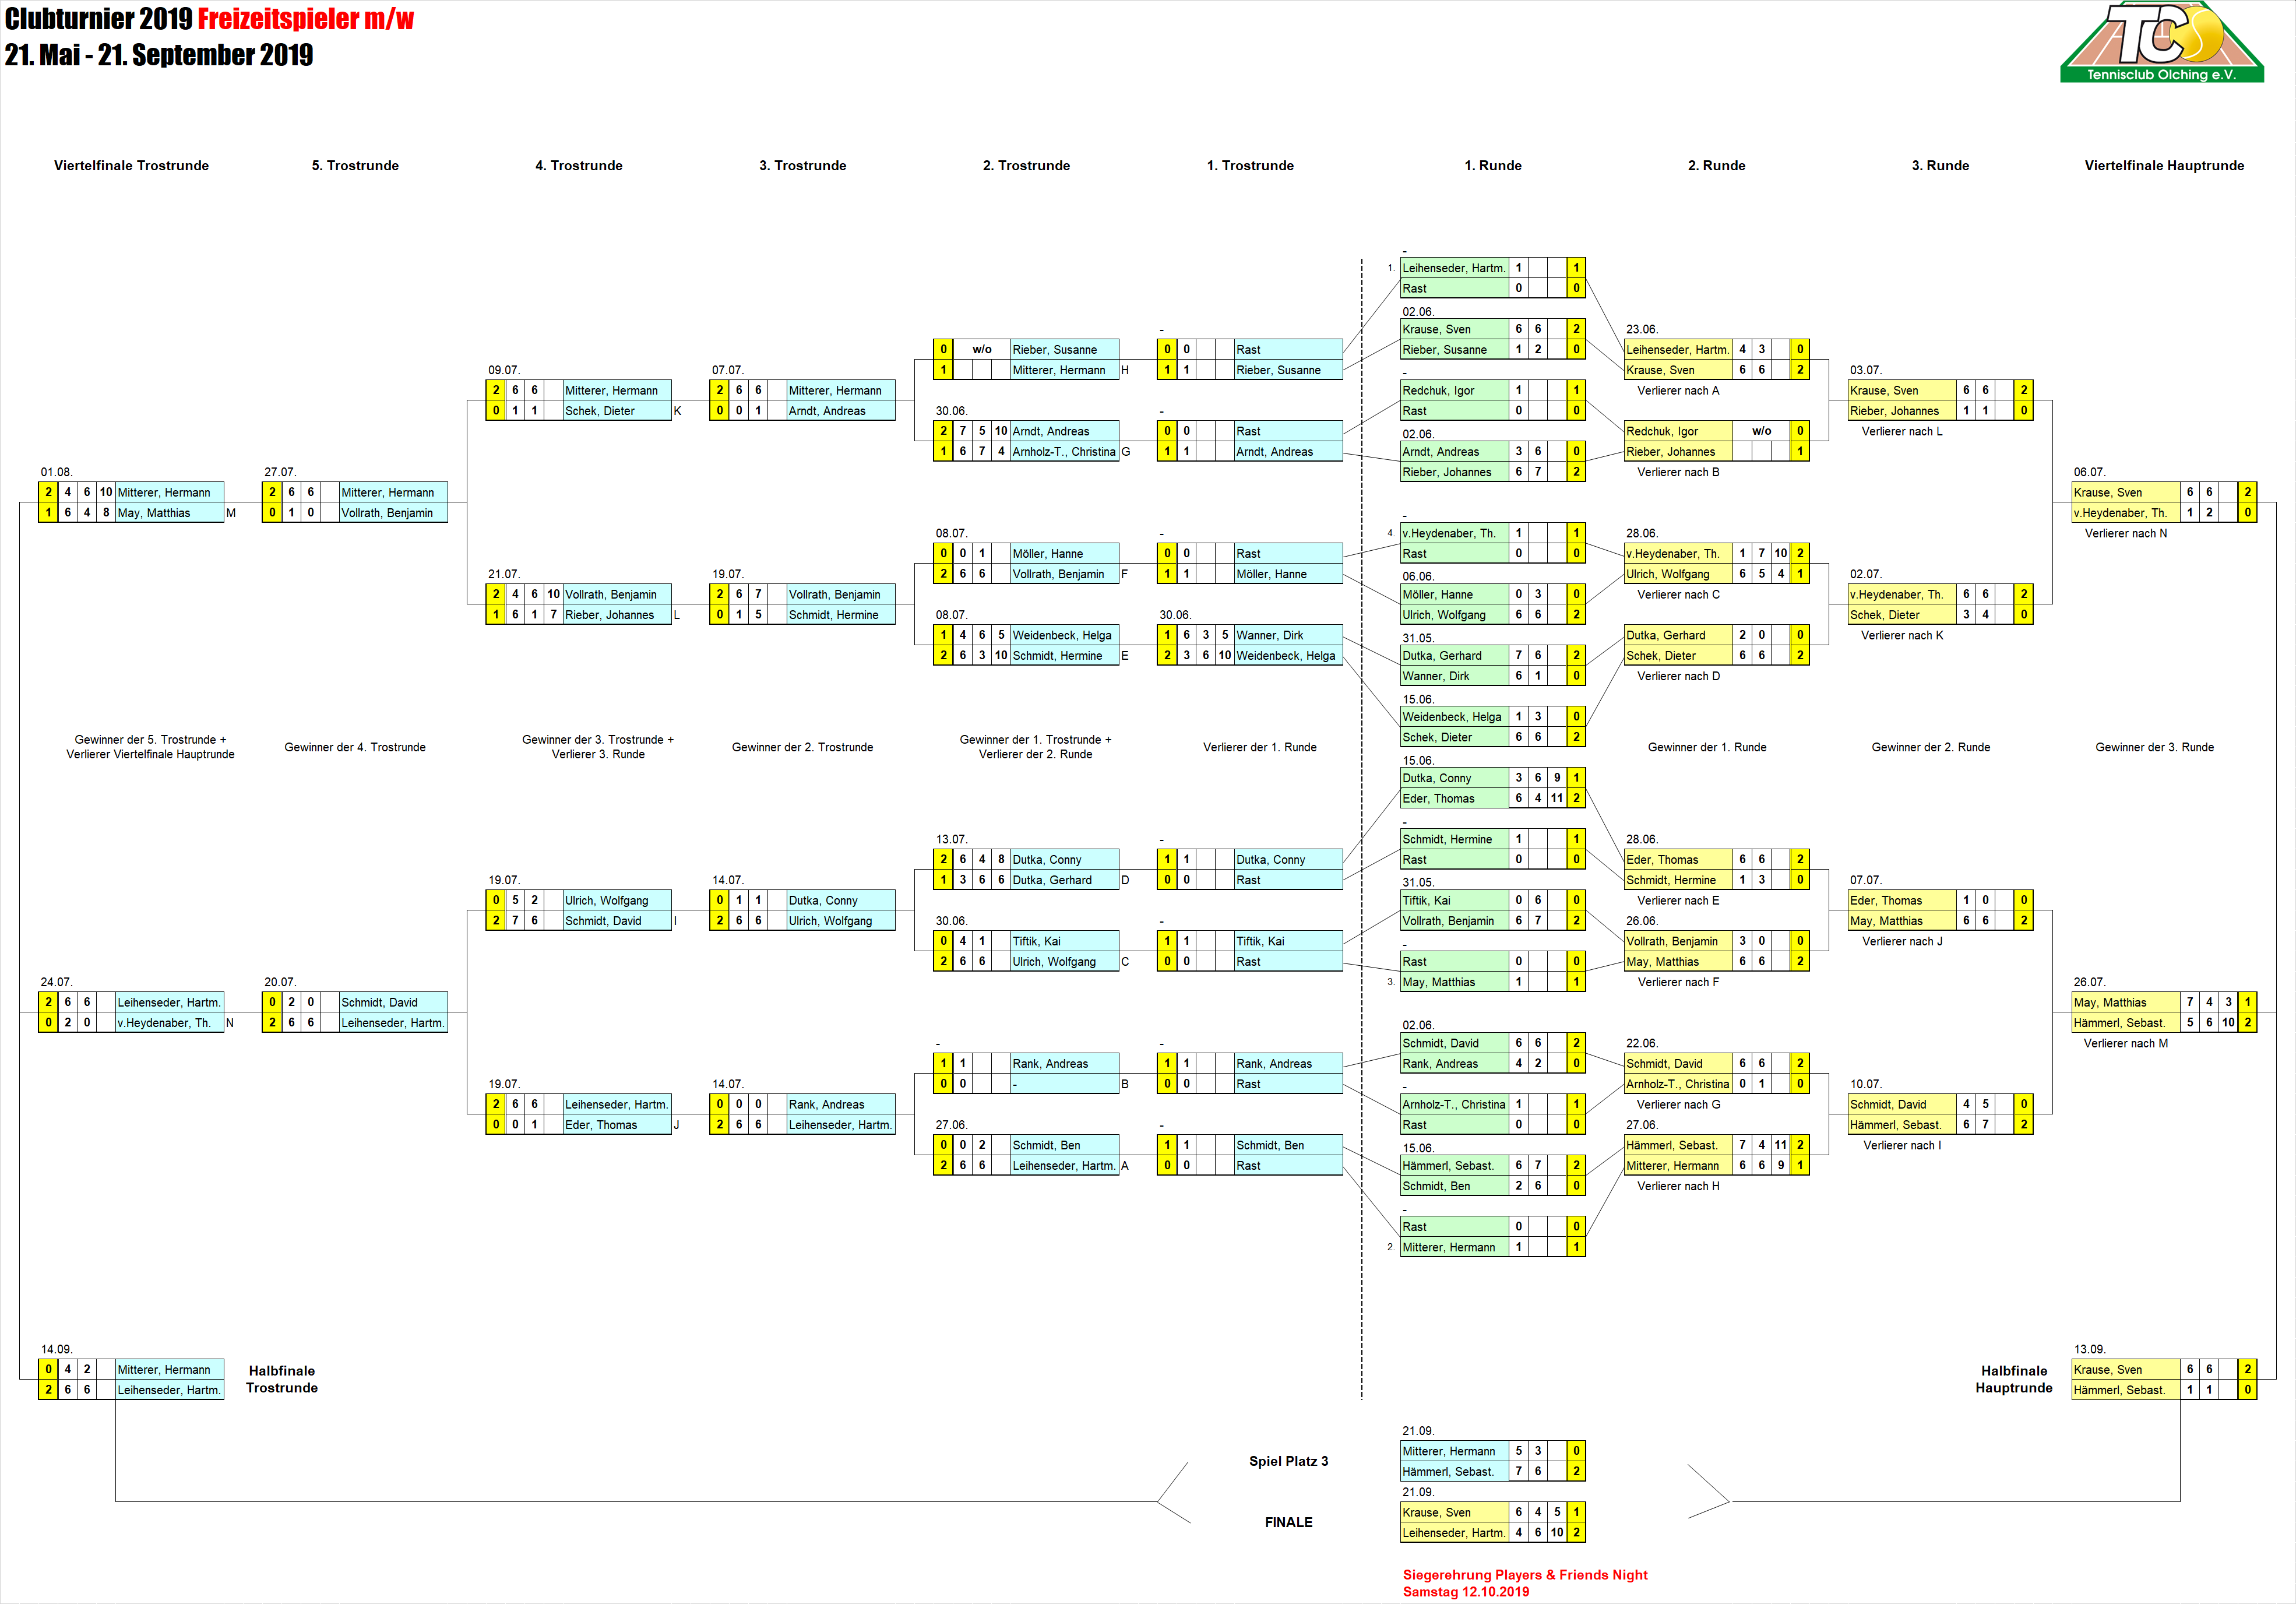 Clubturnier 2019 Freizeitspieler m/w
21. Mai - 21. September 2019
Tennisclub Olching e.V.
Viertelfinale Trostrunde
5. Trostrunde
4. Trostrunde
3. Trostrunde
2. Trostrunde
1. Trostrunde
1. Runde
2. Runde
3. Runde
Viertelfinale Hauptrunde
01.08.
2 4 6 10 Mitterer, Hermann
1 6 4 8 May, Matthias M
Gewinner der 5. Trostrunde +
Verlierer Viertelfinale Hauptrunde
24.07.
2 6 6 Leihenseder, Hartm.
0 2 0 v.Heydenaber, Th. N
14.09.
0 4 2 Mitterer, Hermann
2 6 6 Leihenseder, Hartm.
Halbfinale
Trostrunde
27.07.
2 6 6 Mitterer, Hermann
0 1 0 Vollrath, Benjamin
Gewinner der 4. Trostrunde
20.07.
0 2 0 Schmidt, David
2 6 6 Leihenseder, Hartm.
09.07.
2 6 6 Mitterer, Hermann
0 1 1 Schek, Dieter K
21.07.
2 4 6 10 Vollrath, Benjamin
1 6 1 7 Rieber, Johannes L
Gewinner der 3. Trostrunde +
Verlierer 3. Runde
19.07.
0 5 2 Ulrich, Wolfgang
2 7 6 Schmidt, David I
19.07.
2 6 6 Leihenseder, Hartm.
0 0 1 Eder, Thomas J
07.07.
2 6 6 Mitterer, Hermann
0 0 1 Arndt, Andreas
19.07.
2 6 7 Vollrath, Benjamin
0 1 5 Schmidt, Hermine
Gewinner der 2. Trostrunde
14.07.
0 1 1 Dutka, Conny
2 6 6 Ulrich, Wolfgang
14.07.
0 0 0 Rank, Andreas
2 6 6 Leihenseder, Hartm.
0 w/o Rieber, Susanne
1 Mitterer, Hermann H
30.06.
2 7 5 10 Arndt, Andreas
1 6 7 4 Arnholz-T., Christina G
08.07.
0 0 1 Möller, Hanne
2 6 6 Vollrath, Benjamin F
08.07.
1 4 6 5 Weidenbeck, Helga
2 6 3 10 Schmidt, Hermine E
Gewinner der 1. Trostrunde +
Verlierer der 2. Runde
13.07.
2 6 4 8 Dutka, Conny
1 3 6 6 Dutka, Gerhard D
30.06.
0 4 1 Tiftik, Kai
2 6 6 Ulrich, Wolfgang C
-
1 1 Rank, Andreas
0 0 - B
27.06.
0 0 2 Schmidt, Ben
2 6 6 Leihenseder, Hartm. A
-
0 0 Rast
1 1 Rieber, Susanne
-
0 0 Rast
1 1 Arndt, Andreas
-
0 0 Rast
1 1 Möller, Hanne
30.06.
1 6 3 5 Wanner, Dirk
2 3 6 10 Weidenbeck, Helga
Verlierer der 1. Runde
-
1 1 Dutka, Conny
0 0 Rast
-
1 1 Tiftik, Kai
0 0 Rast
-
1 1 Rank, Andreas
0 0 Rast
-
1 1 Schmidt, Ben
0 0 Rast
-
1. Leihenseder, Hartm. 1 1
Rast 0 0
02.06.
Krause, Sven 6 6 2
Rieber, Susanne 1 2 0
-
Redchuk, Igor 1 1
Rast 0 0
02.06.
Arndt, Andreas 3 6 0
Rieber, Johannes 6 7 2
-
4. v.Heydenaber, Th. 1 1
Rast 0 0
06.06.
Möller, Hanne 0 3 0
Ulrich, Wolfgang 6 6 2
31.05.
Dutka, Gerhard 7 6 2
Wanner, Dirk 6 1 0
15.06.
Weidenbeck, Helga 1 3 0
Schek, Dieter 6 6 2
15.06.
Dutka, Conny 3 6 9 1
Eder, Thomas 6 4 11 2
-
Schmidt, Hermine 1 1
Rast 0 0
31.05.
Tiftik, Kai 0 6 0
Vollrath, Benjamin 6 7 2
-
Rast 0 0
3. May, Matthias 1 1
02.06.
Schmidt, David 6 6 2
Rank, Andreas 4 2 0
-
Arnholz-T., Christina 1 1
Rast 0 0
15.06.
Hämmerl, Sebast. 6 7 2
Schmidt, Ben 2 6 0
-
Rast 0 0
2. Mitterer, Hermann 1 1
23.06.
Leihenseder, Hartm. 4 3 0
Krause, Sven 6 6 2
Verlierer nach A
Redchuk, Igor w/o 0
Rieber, Johannes 1
Verlierer nach B
28.06.
v.Heydenaber, Th. 1 7 10 2
Ulrich, Wolfgang 6 5 4 1
Verlierer nach C
Dutka, Gerhard 2 0 0
Schek, Dieter 6 6 2
Verlierer nach D
Gewinner der 1. Runde
28.06.
Eder, Thomas 6 6 2
Schmidt, Hermine 1 3 0
Verlierer nach E
26.06.
Vollrath, Benjamin 3 0 0
May, Matthias 6 6 2
Verlierer nach F
22.06.
Schmidt, David 6 6 2
Arnholz-T., Christina 0 1 0
Verlierer nach G
27.06.
Hämmerl, Sebast. 7 4 11 2
Mitterer, Hermann 6 6 9 1
Verlierer nach H
03.07.
Krause, Sven 6 6 2
Rieber, Johannes 1 1 0
Verlierer nach L
02.07.
v.Heydenaber, Th. 6 6 2
Schek, Dieter 3 4 0
Verlierer nach K
Gewinner der 2. Runde
07.07.
Eder, Thomas 1 0 0
May, Matthias 6 6 2
Verlierer nach J
10.07.
Schmidt, David 4 5 0
Hämmerl, Sebast. 6 7 2
Verlierer nach I
06.07.
Krause, Sven 6 6 2
v.Heydenaber, Th. 1 2 0
Verlierer nach N
Gewinner der 3. Runde
26.07.
May, Matthias 7 4 3 1
Hämmerl, Sebast. 5 6 10 2
Verlierer nach M
Halbfinale
Hauptrunde
13.09.
Krause, Sven 6 6 2
Hämmerl, Sebast. 1 1 0
Spiel Platz 3
21.09.
Mitterer, Hermann 5 3 0
Hämmerl, Sebast. 7 6 2
FINALE
21.09.
Krause, Sven 6 4 5 1
Leihenseder, Hartm. 4 6 10 2
Siegerehrung Players & Friends Night
Samstag 12.10.2019